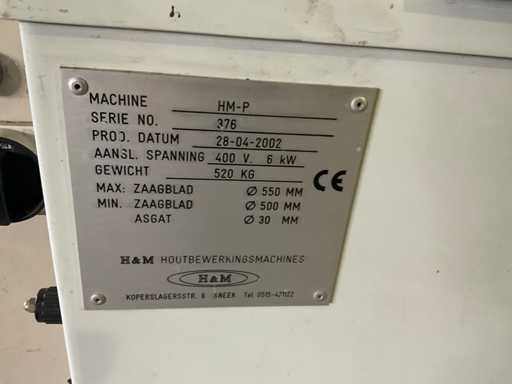 MACHINE HM-P
SERIE NO. 376
PROD. DATUM 28-04-2002
AANSL. SPANNING 400 V. 6 kW
GEWICHT 520 KG
MAX: ZAAGBLAD Ø 550 MM
MIN. ZAAGBLAD Ø 500 MM
ASGAT Ø 30 MM
CE
H&M HOUTBEWERKINGSMACHINES
H&M
KOPERSLAGERSSTR. 8 SNEEK Tel. 0515-421122